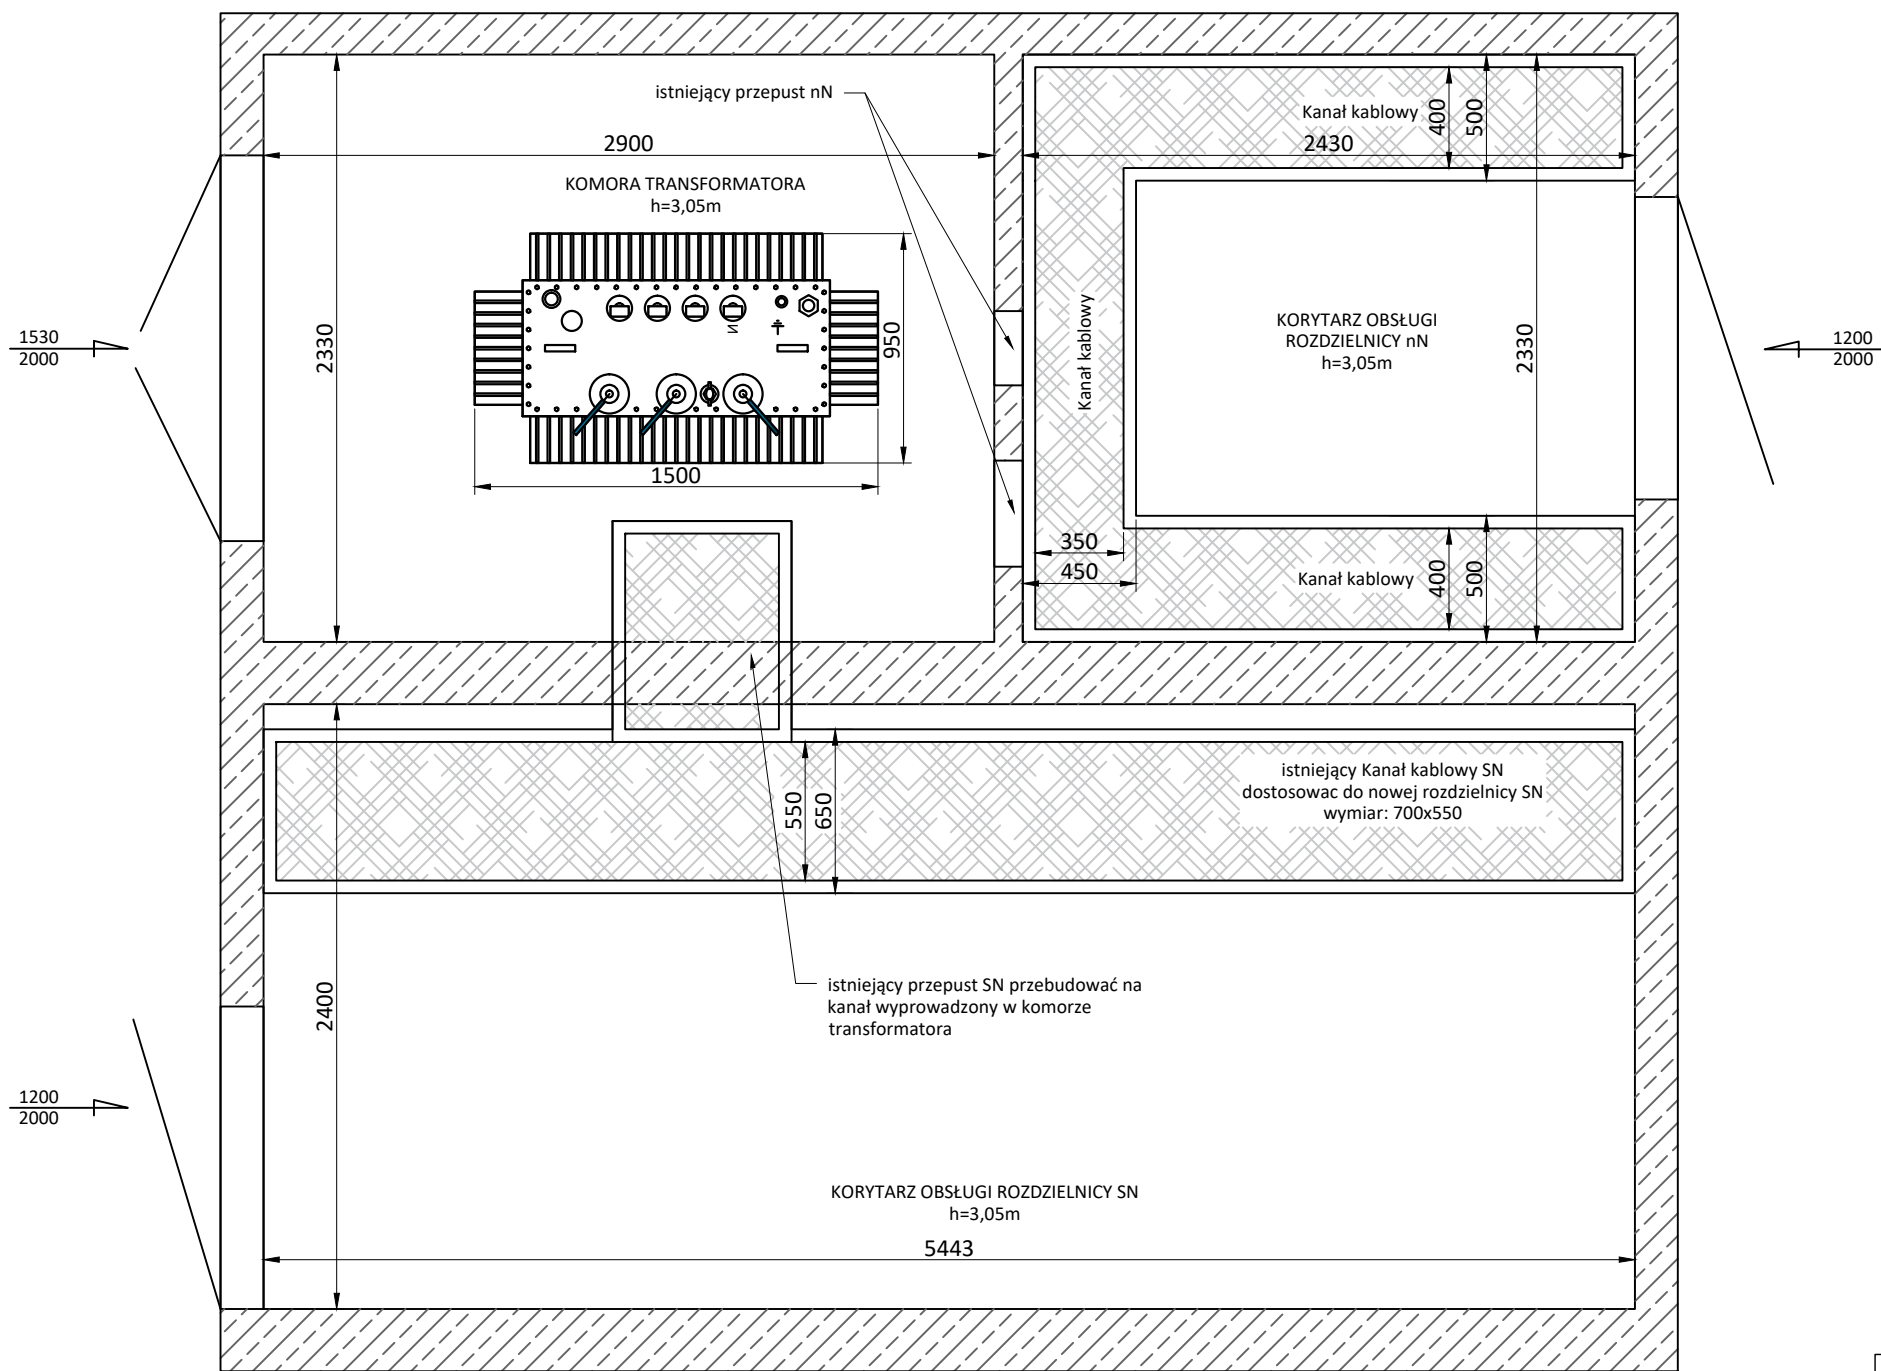 istniejący przepust nN
Kanał kablowy
400
500
2900
2430
KOMORA TRANSFORMATORA
h=3,05m
2330
950
N
1500
Kanał kablowy
KORYTARZ OBSŁUGI
ROZDZIELNICY nN
h=3,05m
2330
1530
2000
1200
2000
350
450
Kanał kablowy
400
500
550
650
istniejący Kanał kablowy SN
dostosowac do nowej rozdzielnicy SN
wymiar: 700x550
2400
istniejący przepust SN przebudować na
kanał wyprowadzony w komorze
transformatora
1200
2000
KORYTARZ OBSŁUGI ROZDZIELNICY SN
h=3,05m
5443